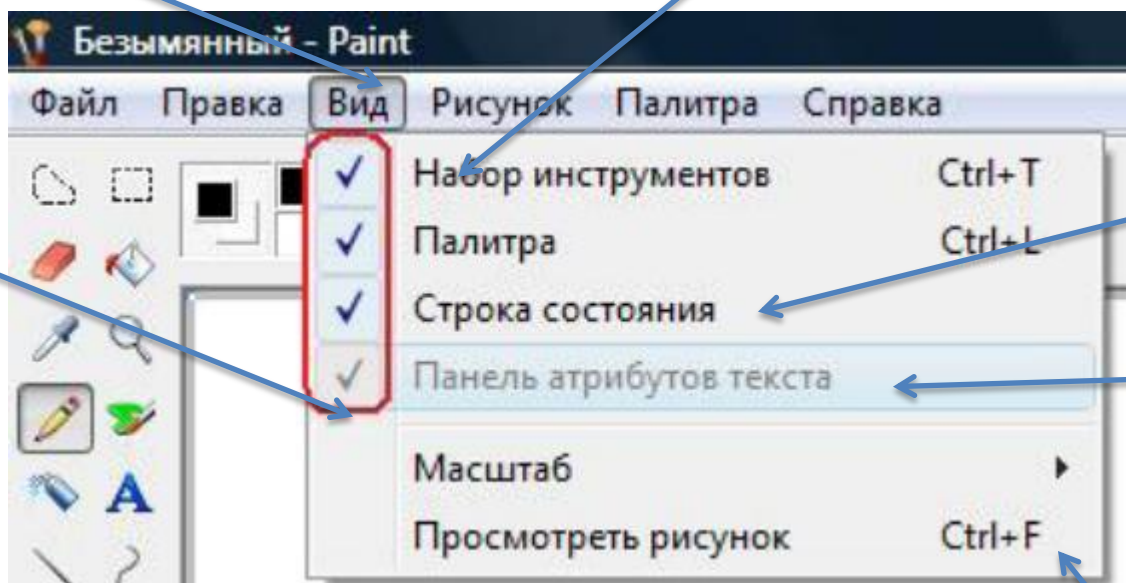 Безымянный - Paint
Файл Правка Вид Рисунок Палитра Справка
Набор инструментов Ctrl+T
Палитра Ctrl+L
Строка состояния
Панель атрибутов текста
Масштаб
Просмотреть рисунок Ctrl+F
A